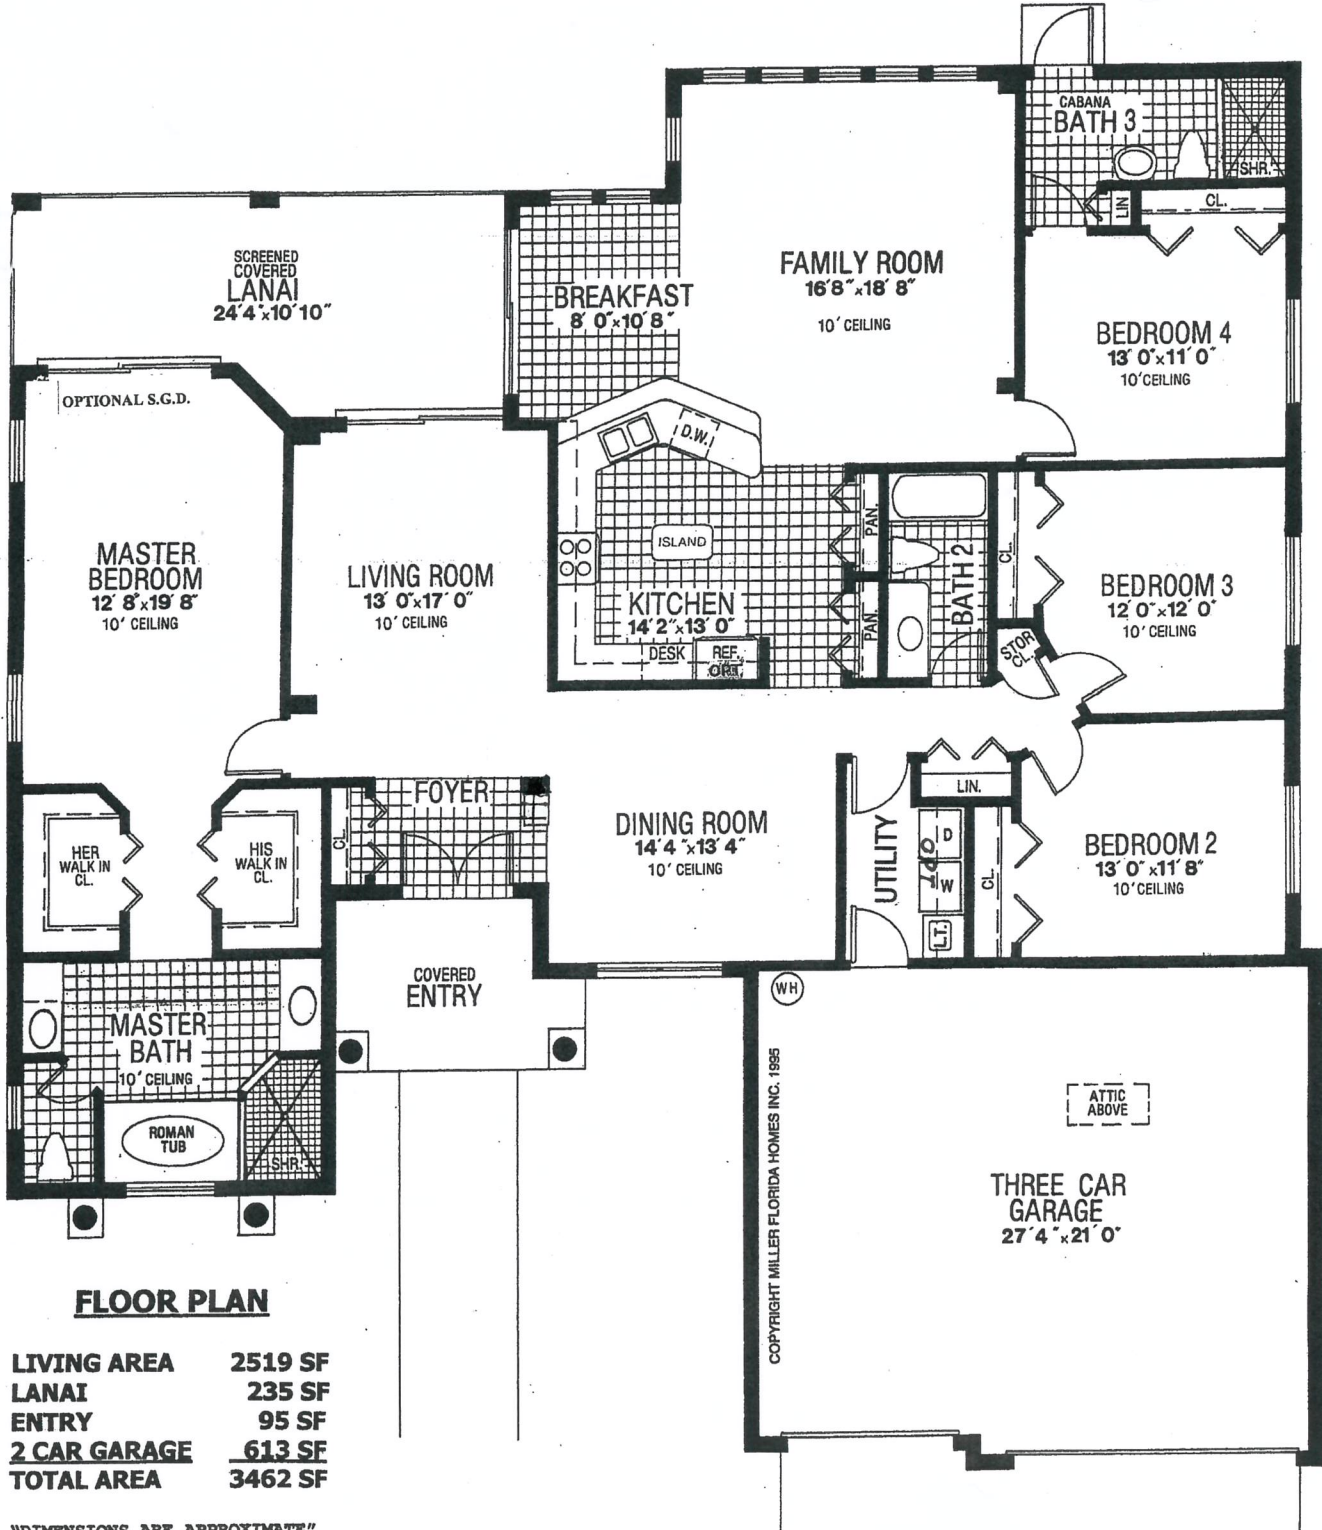 CABANA
BATH 3
SHR.
LIN
CL.
SCREENED
COVERED
LANAI
24'4"x10'10"
BREAKFAST
8' 0"x10'8"
FAMILY ROOM
16'8"x18' 8"
10' CEILING
BEDROOM 4
13' 0"x11' 0"
10'CEILING
OPTIONAL S.G.D.
D.W.
ISLAND
PAN.
PAN.
KITCHEN
14'2"x13' 0"
DESK
REF.
OPT.
BATH 2
CL.
STOR
CL.
MASTER
BEDROOM
12' 8"x19' 8"
10' CEILING
LIVING ROOM
13' 0"x17' 0"
10' CEILING
BEDROOM 3
12' 0"x12' 0"
10' CEILING
FOYER
CL.
DINING ROOM
14'4"x13'4"
10' CEILING
LIN.
UTILITY
D
OPT
W
L.T.
CL.
BEDROOM 2
13' 0"x11' 8"
10'CEILING
HER
WALK IN
CL.
HIS
WALK IN
CL.
COVERED
ENTRY
MASTER
BATH
10' CEILING
ROMAN
TUB
SHR.
WH
COPYRIGHT MILLER FLORIDA HOMES INC. 1995
ATTIC
ABOVE
THREE CAR
GARAGE
27'4"x21' 0"
FLOOR PLAN
LIVING AREA 2519 SF
LANAI 235 SF
ENTRY 95 SF
2 CAR GARAGE 613 SF
TOTAL AREA 3462 SF
"DIMENSIONS ARE APPROXIMATE"